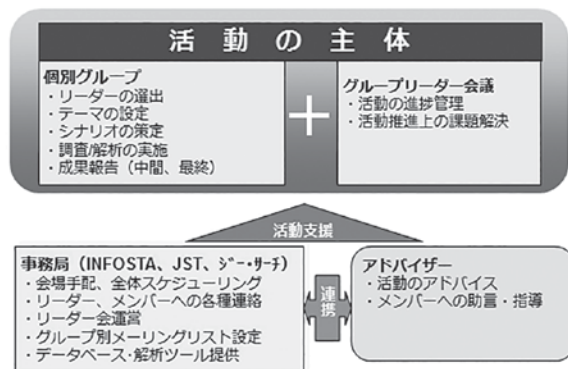 活動の主体
個別グループ
・リーダーの選出
・テーマの設定
・シナリオの策定
・調査/解析の実施
・成果報告（中間、最終）
＋
グループリーダー会議
・活動の進捗管理
・活動推進上の課題解決
活動支援
事務局（INFOSTA、JST、ｼﾞｰ･ｻｰﾁ）
・会場手配、全体スケジューリング
・リーダー、メンバーへの各種連絡
・リーダー会運営
・グループ別メーリングリスト設定
・データベース･解析ツール提供
連携
アドバイザー
・活動のアドバイス
・メンバーへの助言・指導